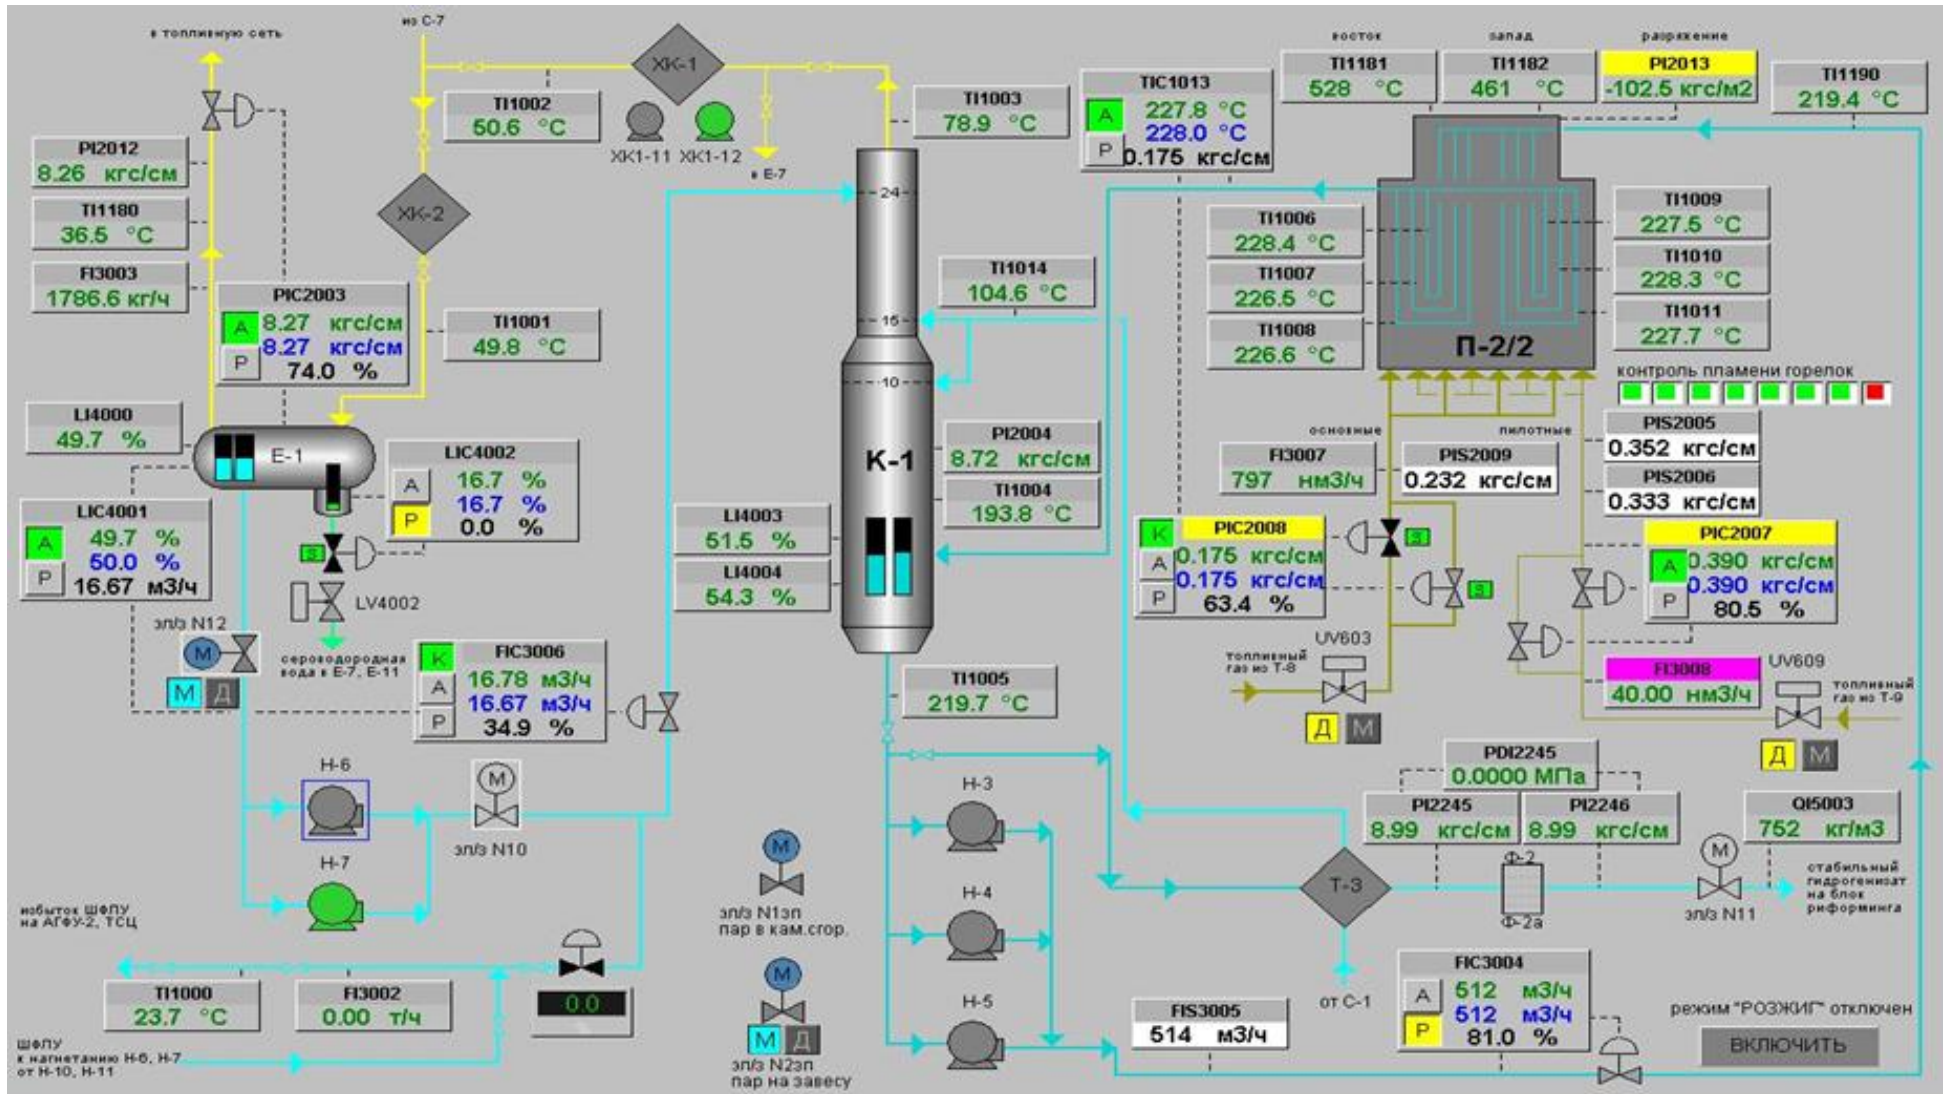 в топливную сеть
из С-7
восток
запад
разряжение
ХК-1
ХК1-11
ХК1-12
в Е-7
TI1002
50.6 °C
TI1003
78.9 °C
TIC1013
А
227.8 °C
228.0 °C
Р
0.175 кгс/см
TI1181
528 °C
TI1182
461 °C
PI2013
-102.5 кгс/м2
TI1190
219.4 °C
PI2012
8.26 кгс/см
TI1180
36.5 °C
FI3003
1786.6 кг/ч
ХК-2
PIC2003
А
8.27 кгс/см
8.27 кгс/см
Р
74.0 %
TI1001
49.8 °C
24
15
10
К-1
TI1014
104.6 °C
TI1006
228.4 °C
TI1007
226.5 °C
TI1008
226.6 °C
TI1009
227.5 °C
TI1010
228.3 °C
TI1011
227.7 °C
П-2/2
контроль пламени горелок
LI4000
49.7 %
Е-1
LIC4002
А
16.7 %
16.7 %
Р
0.0 %
LIC4001
А
49.7 %
50.0 %
Р
16.67 м3/ч
S
LV4002
сероводородная
вода в Е-7, Е-11
эл/з N12
М
М Д
FIC3006
К
16.78 м3/ч
А
16.67 м3/ч
Р
34.9 %
LI4003
51.5 %
LI4004
54.3 %
PI2004
8.72 кгс/см
TI1004
193.8 °C
TI1005
219.7 °C
основные
пилотные
FI3007
797 нм3/ч
PIS2009
0.232 кгс/см
PIS2005
0.352 кгс/см
PIS2006
0.333 кгс/см
PIC2008
К
0.175 кгс/см
А
0.175 кгс/см
Р
63.4 %
S
S
PIC2007
А
0.390 кгс/см
0.390 кгс/см
Р
80.5 %
UV603
топливный
газ из Т-8
Д М
FI3008
40.00 нм3/ч
UV609
топливный
газ из Т-9
Д М
Н-6
Н-7
М
эл/з N10
избыток ШФЛУ
на АГФУ-2, ТСЦ
TI1000
23.7 °C
FI3002
0.00 т/ч
0.0
ШФЛУ
к нагнетанию Н-6, Н-7
от Н-10, Н-11
М
эл/з N1эп
пар в кам.сгор.
М
М Д
эл/з N2эп
пар на завесу
Н-3
Н-4
Н-5
PDI2245
0.0000 МПа
PI2245
8.99 кгс/см
PI2246
8.99 кгс/см
QI5003
752 кг/м3
Т-3
Ф-2
Ф-2а
М
эл/з N11
стабильный
гидрогенизат
на блок
риформинга
от С-1
FIS3005
514 м3/ч
FIC3004
А
512 м3/ч
512 м3/ч
Р
81.0 %
режим "РОЗЖИГ" отключен
ВКЛЮЧИТЬ